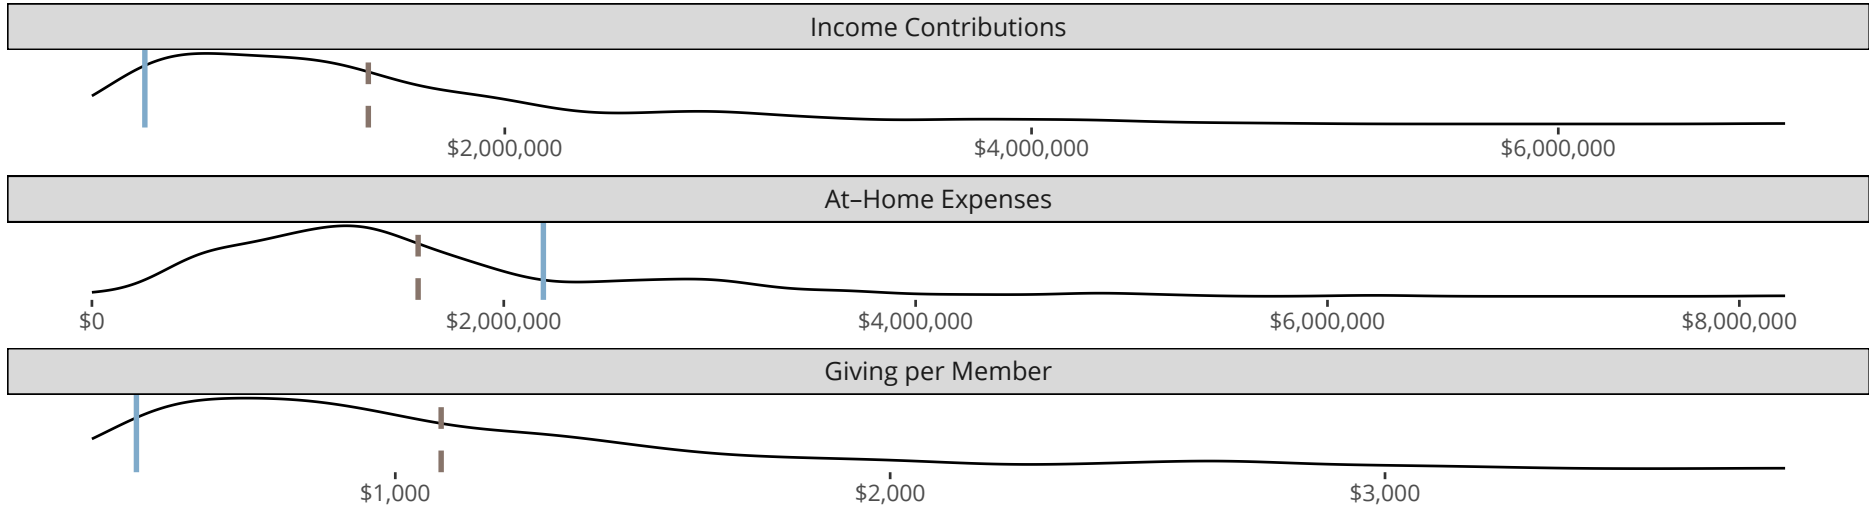 Income Contributions
$2,000,000 $4,000,000 $6,000,000
At–Home Expenses
$0 $2,000,000 $4,000,000 $6,000,000 $8,000,000
Giving per Member
$1,000 $2,000 $3,000